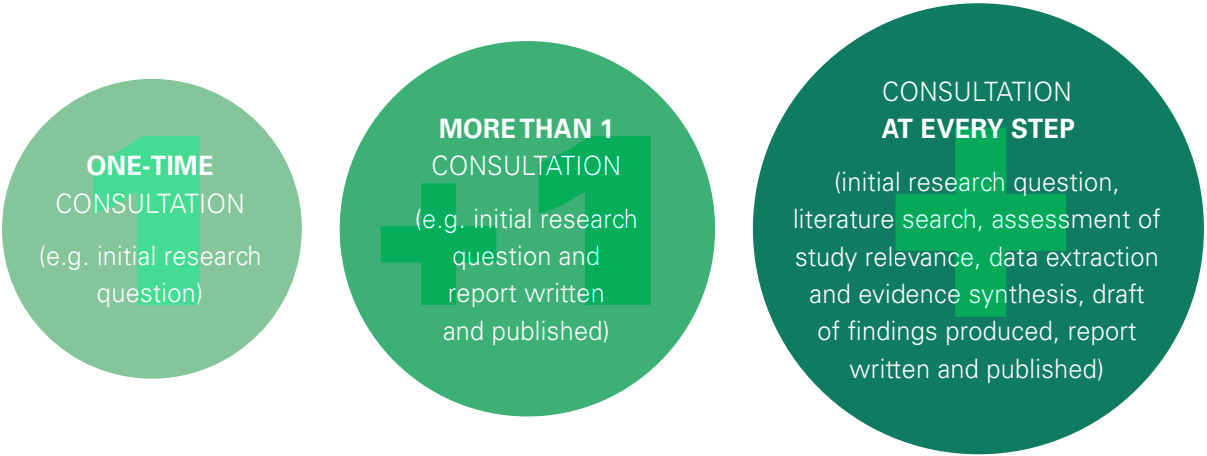 1
ONE-TIME
CONSULTATION
(e.g. initial research
question)
+1
MORE THAN 1
CONSULTATION
(e.g. initial research
question and
report written
and published)
+
CONSULTATION
AT EVERY STEP
(initial research question,
literature search, assessment of
study relevance, data extraction
and evidence synthesis, draft
of findings produced, report
written and published)